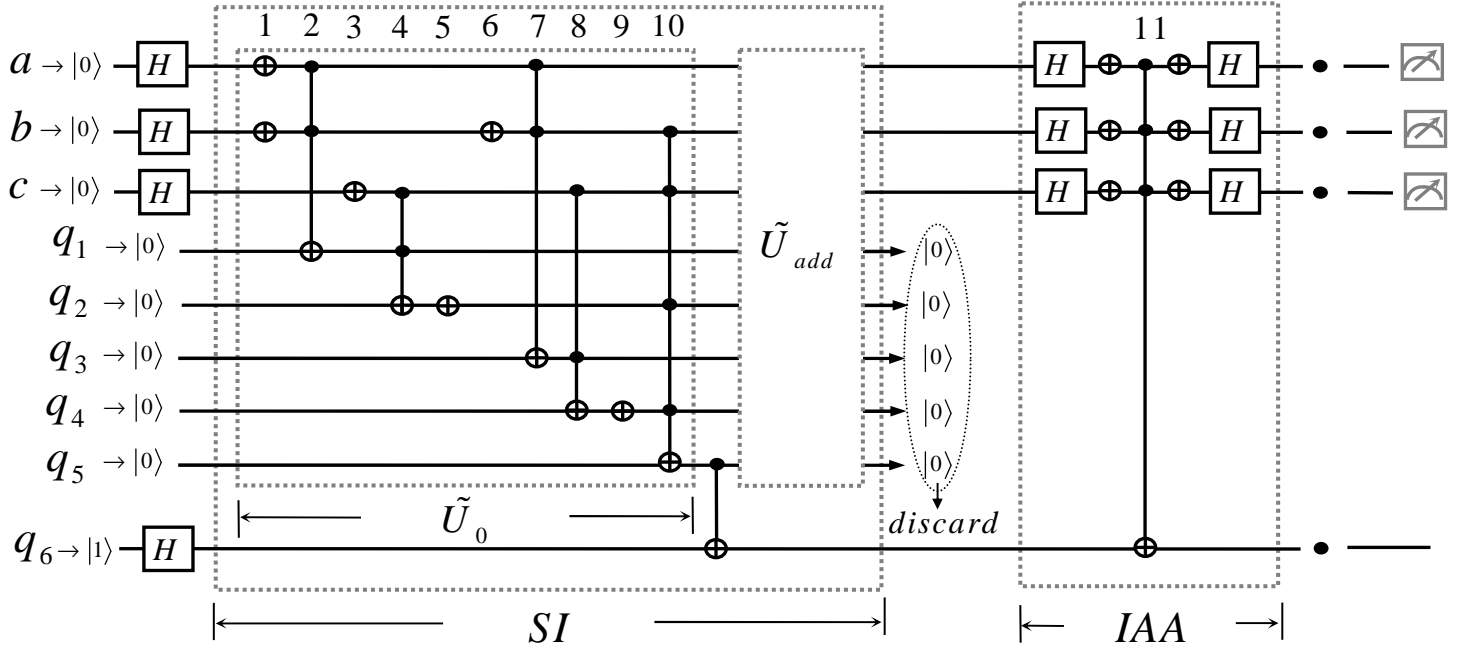 1 2 3 4 5 6 7 8 9 10 11
a → |0⟩ H H H
b → |0⟩ H H H
c → |0⟩ H H H
q₁ → |0⟩ |0⟩
Ũ_add
q₂ → |0⟩ |0⟩
q₃ → |0⟩ |0⟩
q₄ → |0⟩ |0⟩
q₅ → |0⟩ |0⟩
Ũ₀ discard
q₆ → |1⟩ H
SI IAA